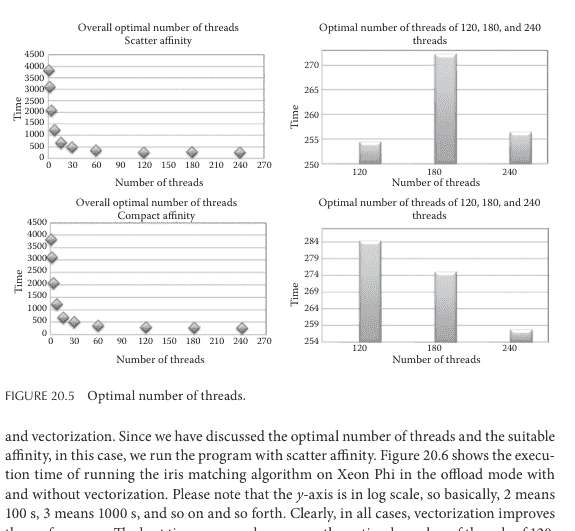 Overall optimal number of threads
Scatter affinity
4500
4000
3500
3000
2500
2000
1500
1000
500
0
Time
0 30 60 90 120 150 180 210 240 270
Number of threads
Optimal number of threads of 120, 180, and 240
threads
270
265
260
255
250
Time
120 180 240
Number of threads
Overall optimal number of threads
Compact affinity
4500
4000
3500
3000
2500
2000
1500
1000
500
0
Time
0 30 60 90 120 150 180 210 240 270
Number of threads
Optimal number of threads of 120, 180, and 240
threads
284
279
274
269
264
259
254
Time
120 180 240
Number of threads
FIGURE 20.5 Optimal number of threads.
and vectorization. Since we have discussed the optimal number of threads and the suitable
affinity, in this case, we run the program with scatter affinity. Figure 20.6 shows the execu-
tion time of running the iris matching algorithm on Xeon Phi in the offload mode with
and without vectorization. Please note that the y-axis is in log scale, so basically, 2 means
100 s, 3 means 1000 s, and so on and so forth. Clearly, in all cases, vectorization improves